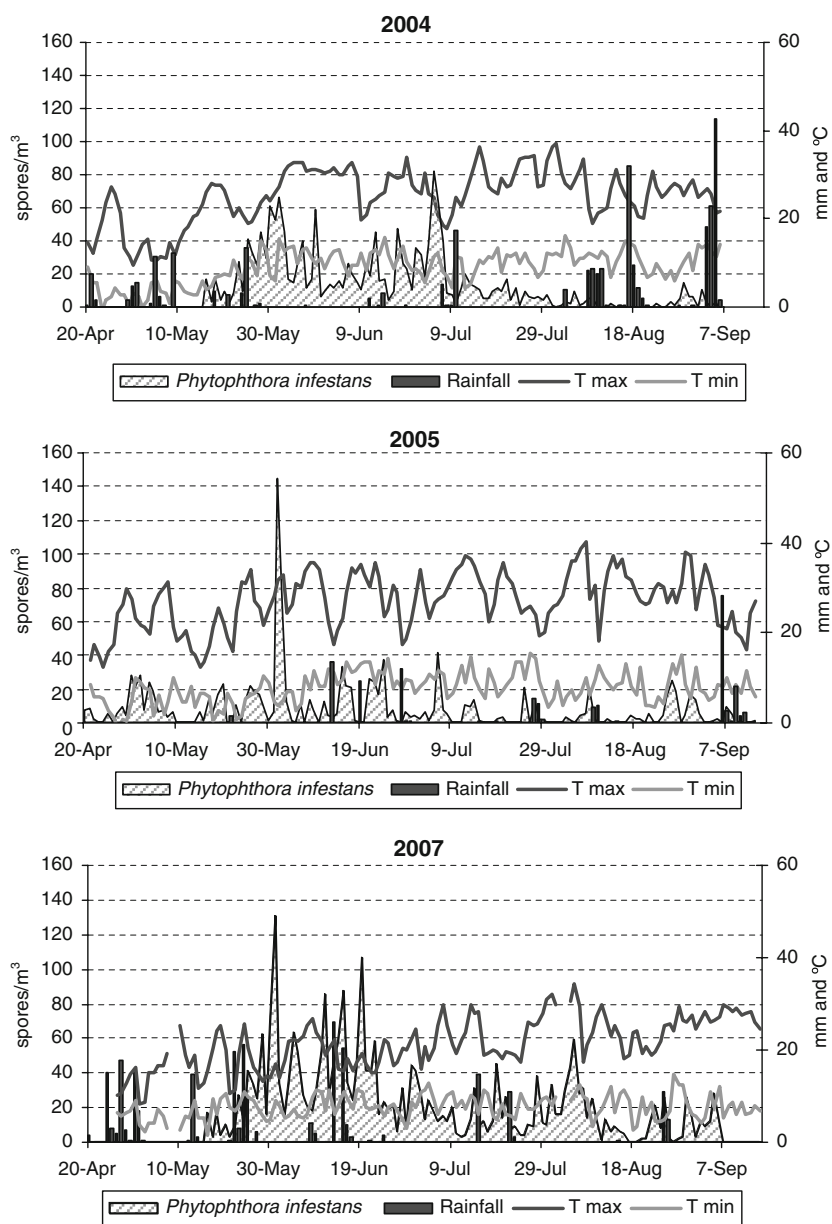 2004
160 60
140
120
100 40
80
60
40 20
20
0 0
spores/m³
mm and ºC
20-Apr 10-May 30-May 9-Jun 9-Jul 29-Jul 18-Aug 7-Sep
Phytophthora infestans Rainfall T max T min
2005
160 60
140
120
100 40
80
60
40 20
20
0 0
spores/m³
mm and ºC
20-Apr 10-May 30-May 19-Jun 9-Jul 29-Jul 18-Aug 7-Sep
Phytophthora infestans Rainfall T max T min
2007
160 60
140
120
100 40
80
60
40 20
20
0 0
spores/m³
mm and ºC
20-Apr 10-May 30-May 19-Jun 9-Jul 29-Jul 18-Aug 7-Sep
Phytophthora infestans Rainfall T max T min